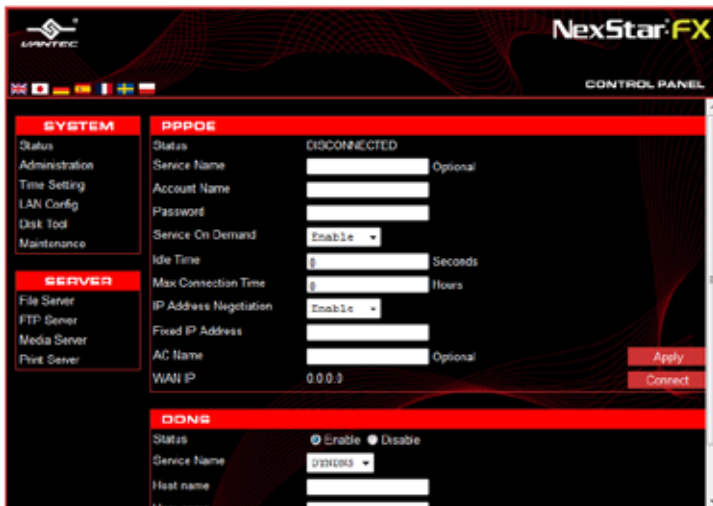 VANTEC
NexStar FX
CONTROL PANEL
SYSTEM
Status
Administration
Time Setting
LAN Config
Disk Tool
Maintenance
SERVER
File Server
FTP Server
Media Server
Print Server
PPPOE
Status DISCONNECTED
Service Name Optional
Account Name
Password
Service On Demand Enable
Idle Time 0 Seconds
Max Connection Time 0 Hours
IP Address Negotiation Enable
Fixed IP Address
AC Name Optional Apply
WAN IP 0.0.0.0 Connect
DDNS
Status Enable Disable
Service Name DYNDNS
Host name